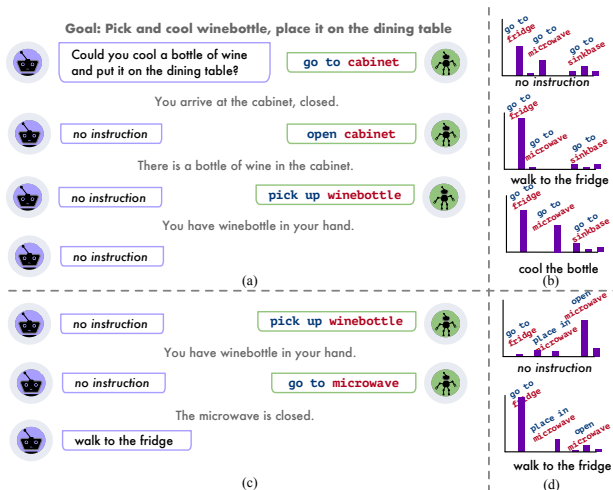 Goal: Pick and cool winebottle, place it on the dining table
Could you cool a bottle of wine
and put it on the dining table?
go to cabinet
You arrive at the cabinet, closed.
no instruction
open cabinet
There is a bottle of wine in the cabinet.
no instruction
pick up winebottle
You have winebottle in your hand.
no instruction
(a)
go to
fridge
go to
microwave
go to
sinkbase
no instruction
go to
fridge
go to
microwave
go to
sinkbase
walk to the fridge
go to
fridge
go to
microwave
go to
sinkbase
cool the bottle
(b)
no instruction
pick up winebottle
You have winebottle in your hand.
no instruction
go to microwave
The microwave is closed.
walk to the fridge
(c)
go to
fridge
place in
microwave
open
microwave
no instruction
go to
fridge
place in
microwave
open
microwave
walk to the fridge
(d)